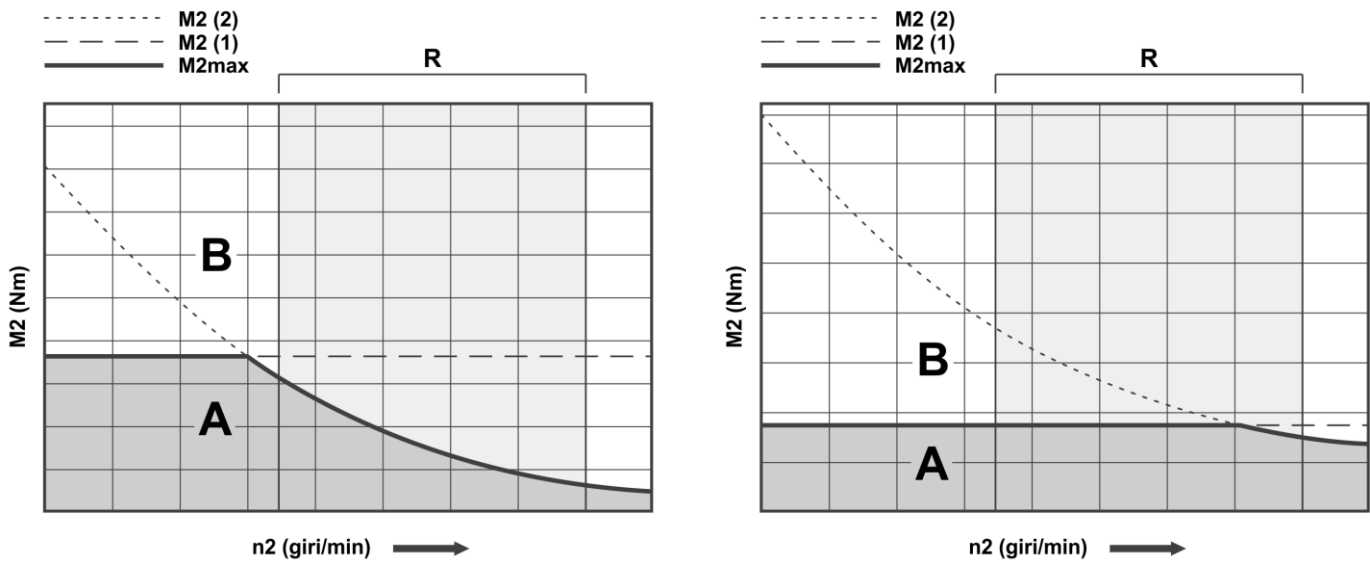 M2 (2)
M2 (1)
M2max
R
B
A
M2 (Nm)
n2 (giri/min)
M2 (2)
M2 (1)
M2max
R
B
A
M2 (Nm)
n2 (giri/min)